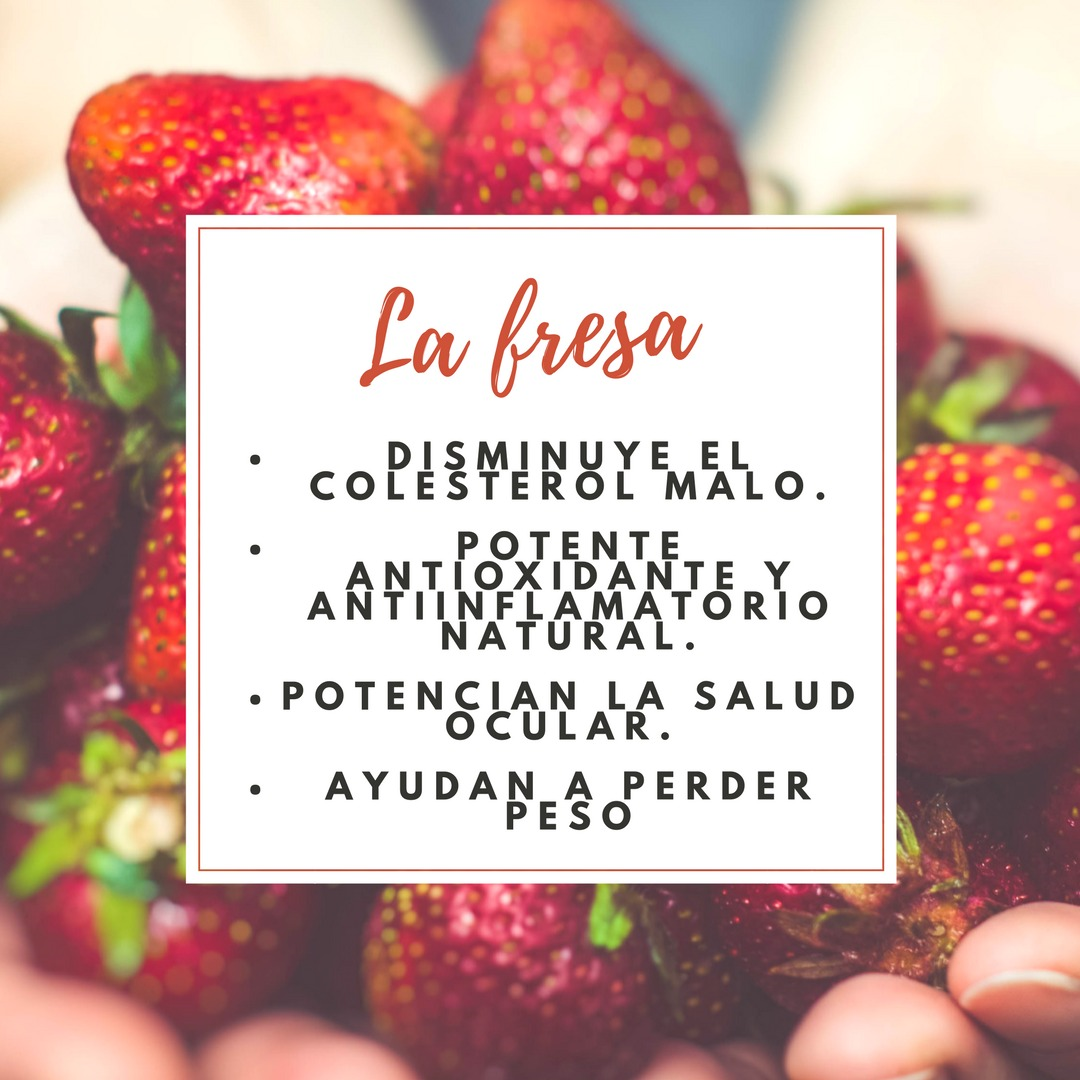 La fresa
• DISMINUYE EL
COLESTEROL MALO.
• POTENTE
ANTIOXIDANTE Y
ANTIINFLAMATORIO
NATURAL.
• POTENCIAN LA SALUD
OCULAR.
• AYUDAN A PERDER
PESO